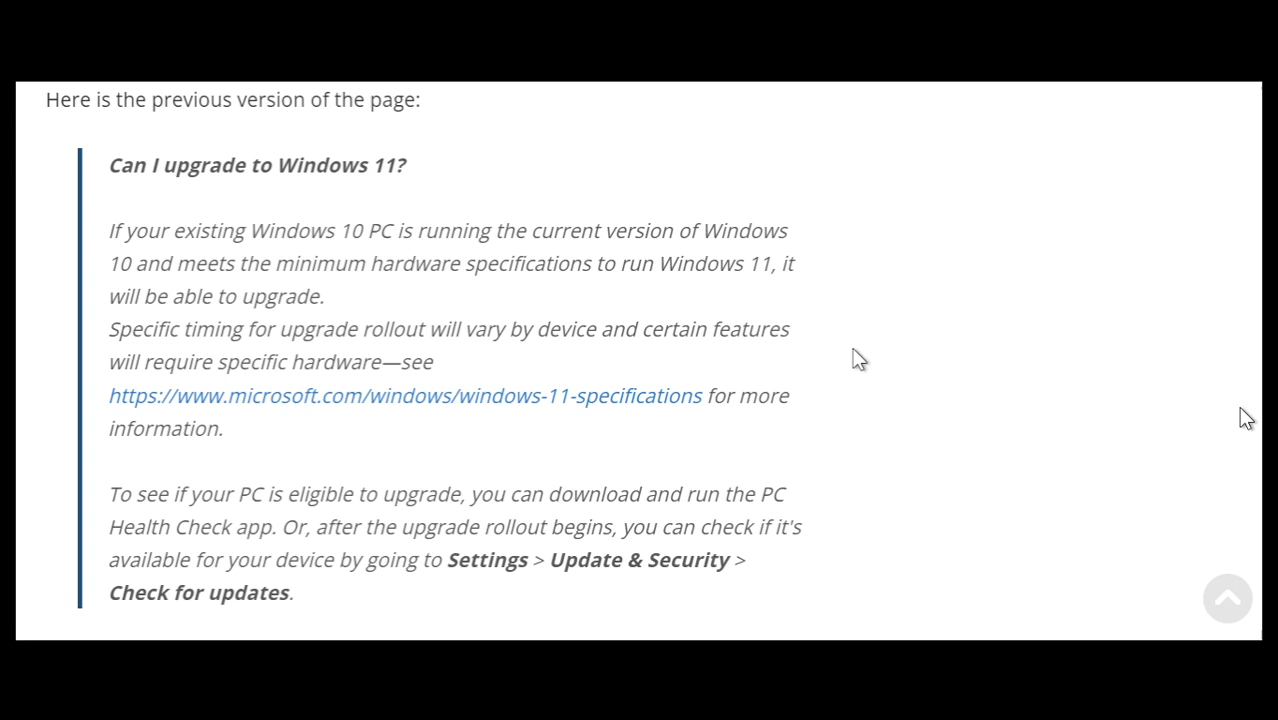 Here is the previous version of the page:
Can I upgrade to Windows 11?
If your existing Windows 10 PC is running the current version of Windows
10 and meets the minimum hardware specifications to run Windows 11, it
will be able to upgrade.
Specific timing for upgrade rollout will vary by device and certain features
will require specific hardware—see
https://www.microsoft.com/windows/windows-11-specifications for more
information.
To see if your PC is eligible to upgrade, you can download and run the PC
Health Check app. Or, after the upgrade rollout begins, you can check if it's
available for your device by going to Settings > Update & Security >
Check for updates.